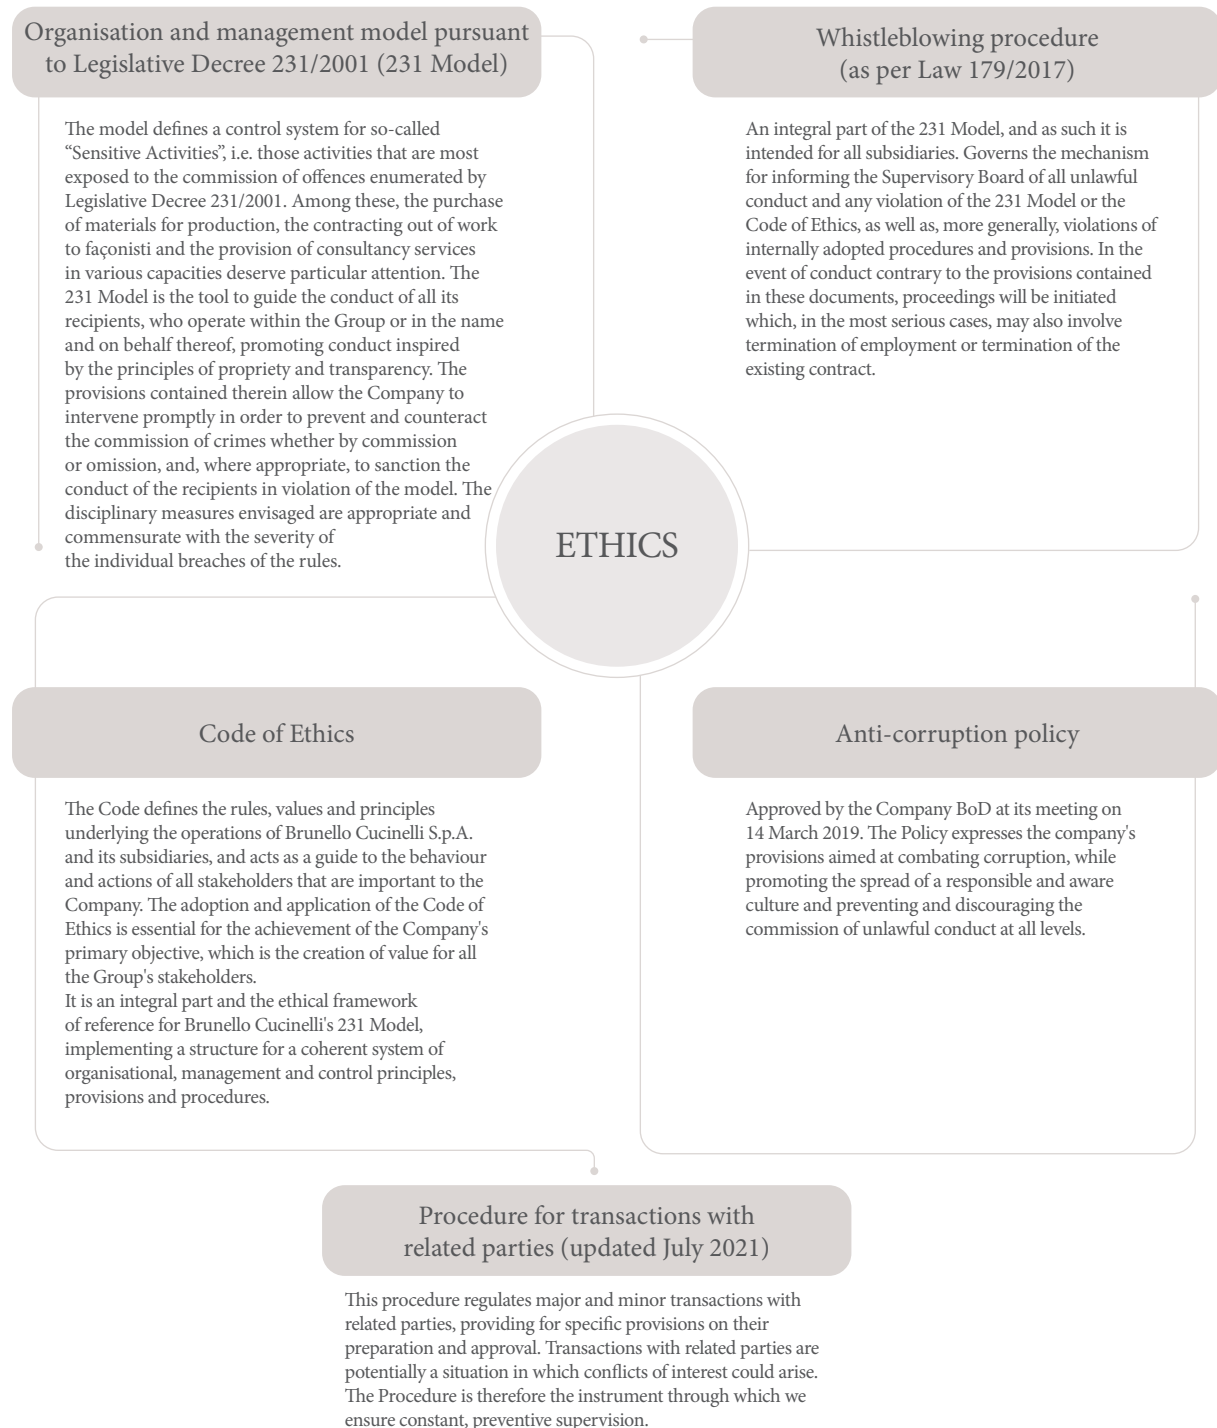 Organisation and management model pursuant
to Legislative Decree 231/2001 (231 Model)
The model defines a control system for so-called
“Sensitive Activities”, i.e. those activities that are most
exposed to the commission of offences enumerated by
Legislative Decree 231/2001. Among these, the purchase
of materials for production, the contracting out of work
to façonisti and the provision of consultancy services
in various capacities deserve particular attention. The
231 Model is the tool to guide the conduct of all its
recipients, who operate within the Group or in the name
and on behalf thereof, promoting conduct inspired
by the principles of propriety and transparency. The
provisions contained therein allow the Company to
intervene promptly in order to prevent and counteract
the commission of crimes whether by commission
or omission, and, where appropriate, to sanction the
conduct of the recipients in violation of the model. The
disciplinary measures envisaged are appropriate and
commensurate with the severity of
the individual breaches of the rules.
Whistleblowing procedure
(as per Law 179/2017)
An integral part of the 231 Model, and as such it is
intended for all subsidiaries. Governs the mechanism
for informing the Supervisory Board of all unlawful
conduct and any violation of the 231 Model or the
Code of Ethics, as well as, more generally, violations of
internally adopted procedures and provisions. In the
event of conduct contrary to the provisions contained
in these documents, proceedings will be initiated
which, in the most serious cases, may also involve
termination of employment or termination of the
existing contract.
ETHICS
Code of Ethics
The Code defines the rules, values and principles
underlying the operations of Brunello Cucinelli S.p.A.
and its subsidiaries, and acts as a guide to the behaviour
and actions of all stakeholders that are important to the
Company. The adoption and application of the Code of
Ethics is essential for the achievement of the Company's
primary objective, which is the creation of value for all
the Group's stakeholders.
It is an integral part and the ethical framework
of reference for Brunello Cucinelli's 231 Model,
implementing a structure for a coherent system of
organisational, management and control principles,
provisions and procedures.
Anti-corruption policy
Approved by the Company BoD at its meeting on
14 March 2019. The Policy expresses the company's
provisions aimed at combating corruption, while
promoting the spread of a responsible and aware
culture and preventing and discouraging the
commission of unlawful conduct at all levels.
Procedure for transactions with
related parties (updated July 2021)
This procedure regulates major and minor transactions with
related parties, providing for specific provisions on their
preparation and approval. Transactions with related parties are
potentially a situation in which conflicts of interest could arise.
The Procedure is therefore the instrument through which we
ensure constant, preventive supervision.